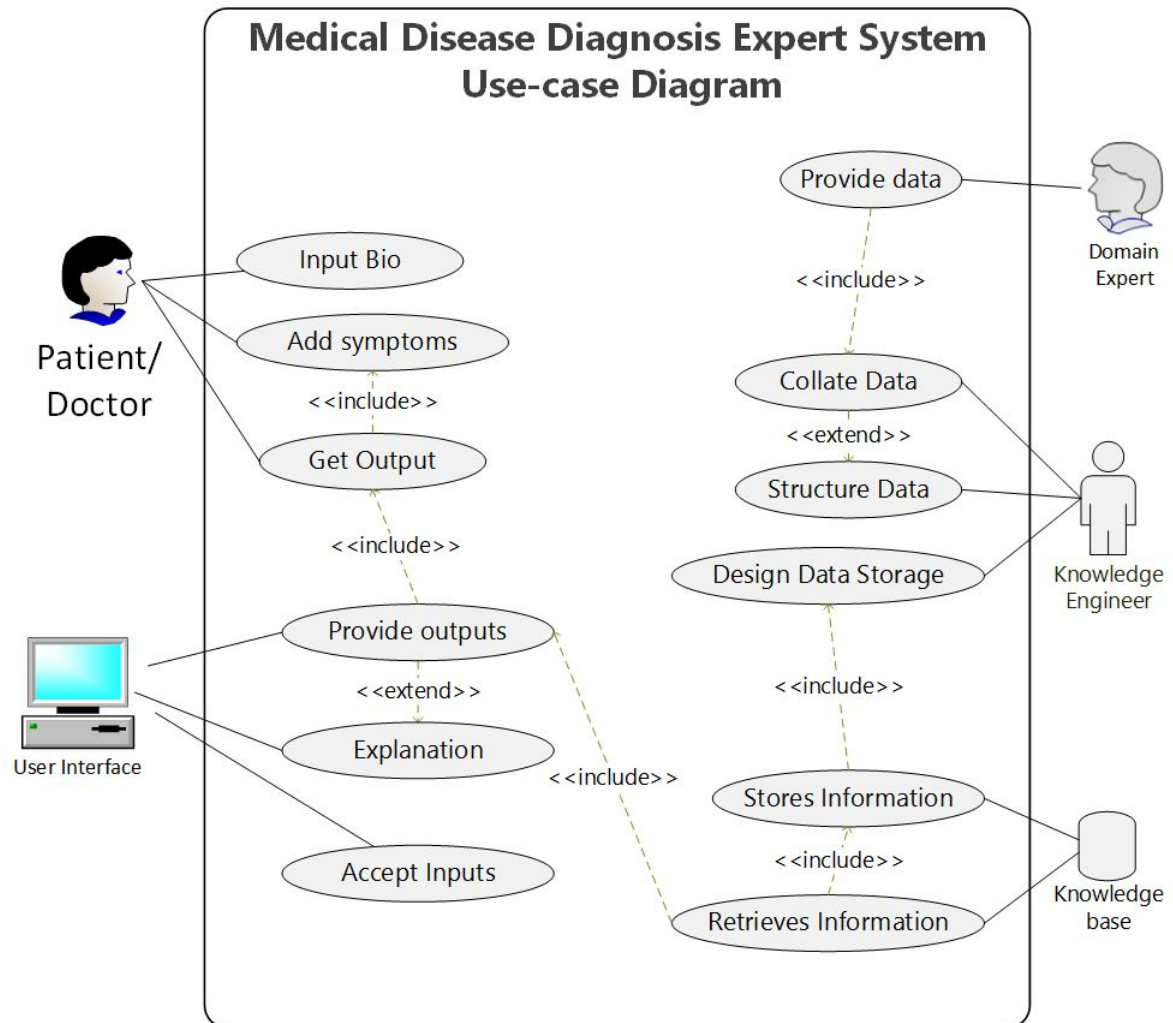 Medical Disease Diagnosis Expert System
Use-case Diagram
Provide data
Domain
Expert
Input Bio
<<include>>
Add symptoms
Patient/
Doctor
Collate Data
<<include>>
<<extend>>
Get Output
Structure Data
<<include>>
Design Data Storage
Knowledge
Engineer
Provide outputs
<<extend>>
<<include>>
Explanation
User Interface
<<include>>
Stores Information
<<include>>
Accept Inputs
Retrieves Information
Knowledge
base